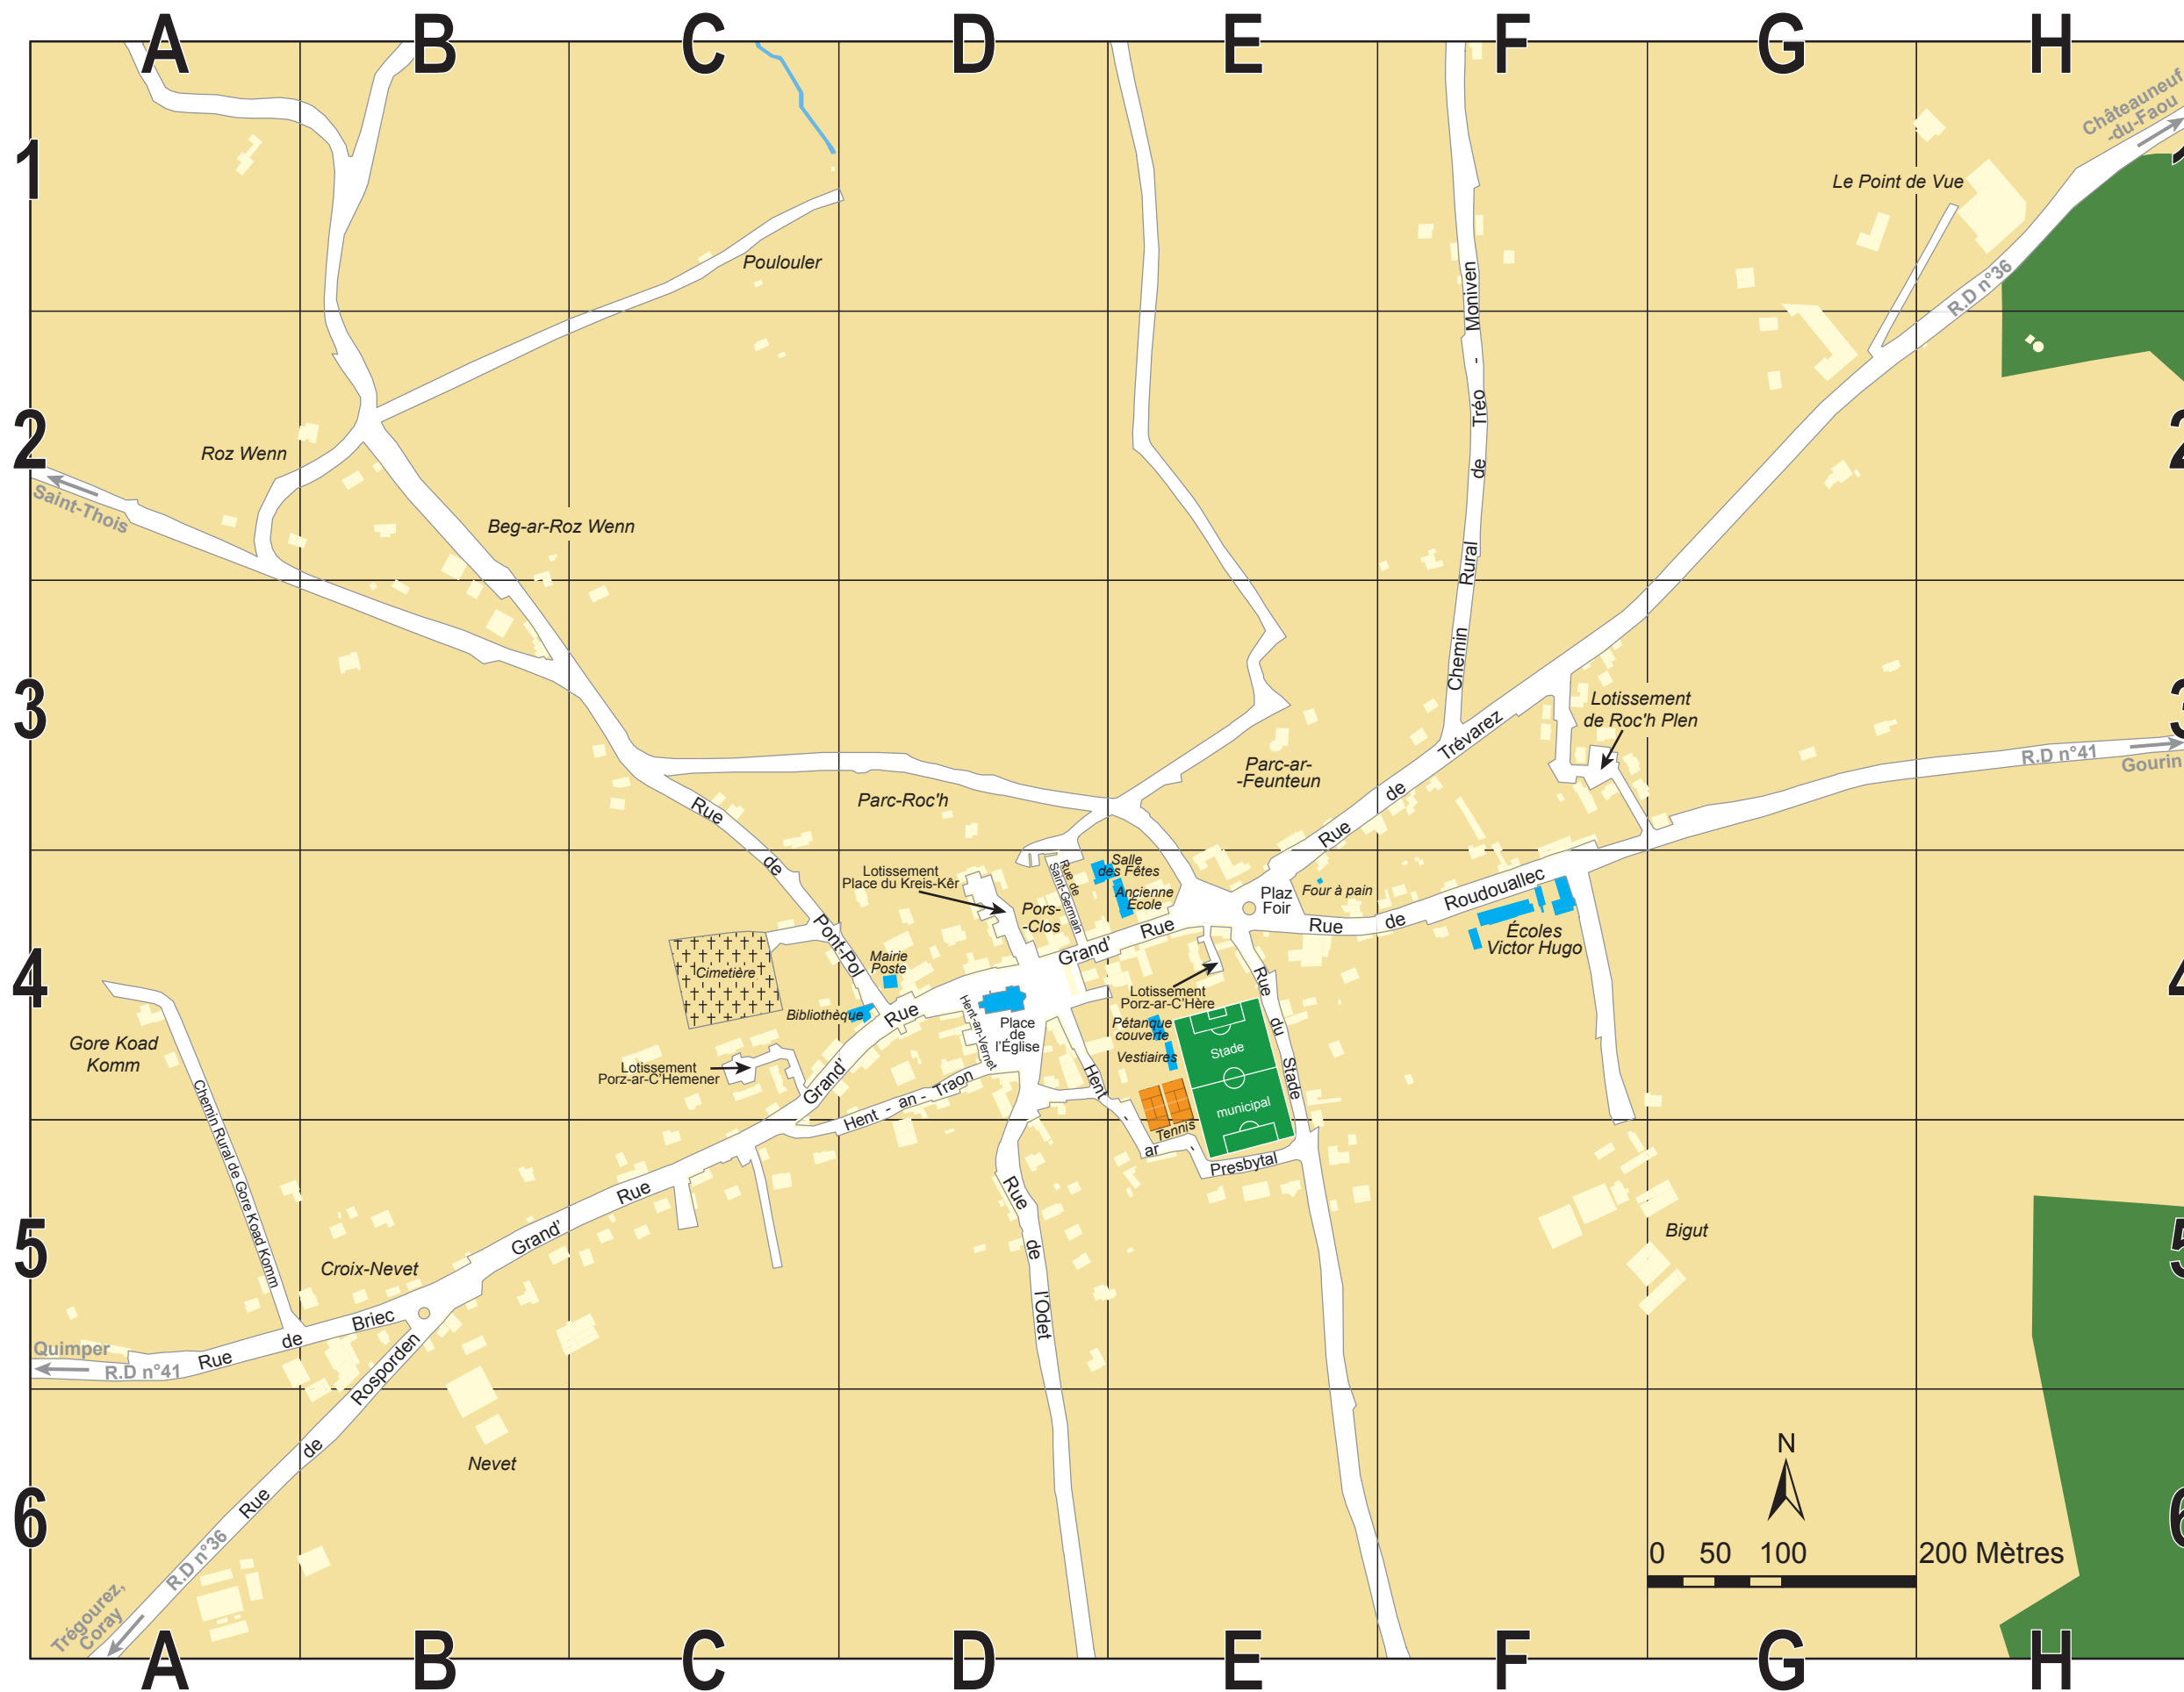 A B C D E F G H
Châteauneuf
-du-Faou
1
Le Point de Vue
Poulouler
R.D n°36
Chemin Rural de Tréo - Moniven
2
2
Roz Wenn
Saint-Thois
Beg-ar-Roz Wenn
3
3
Lotissement
de Roc'h Plen
Rue de Trévarez
R.D n°41
Gourin
Parc-ar-
-Feunteun
Parc-Roc'h
Rue de Pont-Pol
Salle
des Fêtes
Rue de
Saint-Germain
Lotissement
Place du Kreis-Kêr
Ancienne
École
Plaz
Foir
Four à pain
Pors-
-Clos
Grand' Rue
Rue de Roudouallec
Écoles
Victor Hugo
4
4
Mairie
Poste
Cimetière
Bibliothèque
Grand' Rue
Hent-an-Vernet
Place
de
l'Église
Lotissement
Porz-ar-C'Hère
Rue du Stade
Pétanque
couverte
Vestiaires
Stade
municipal
Tennis
Gore Koad
Komm
Lotissement
Porz-ar-C'Hemener
Hent - an - Traon
Hent - ar - Presbytal
Chemin Rural de Gore Koad Komm
5
5
Grand' Rue
Rue de l'Odet
Bigut
Croix-Nevet
Quimper
R.D n°41
Rue de Briec
Rue de Rosporden
Nevet
N
6
6
0 50 100 200 Mètres
R.D n°36
Trégourez,
Coray
A B C D E F G H